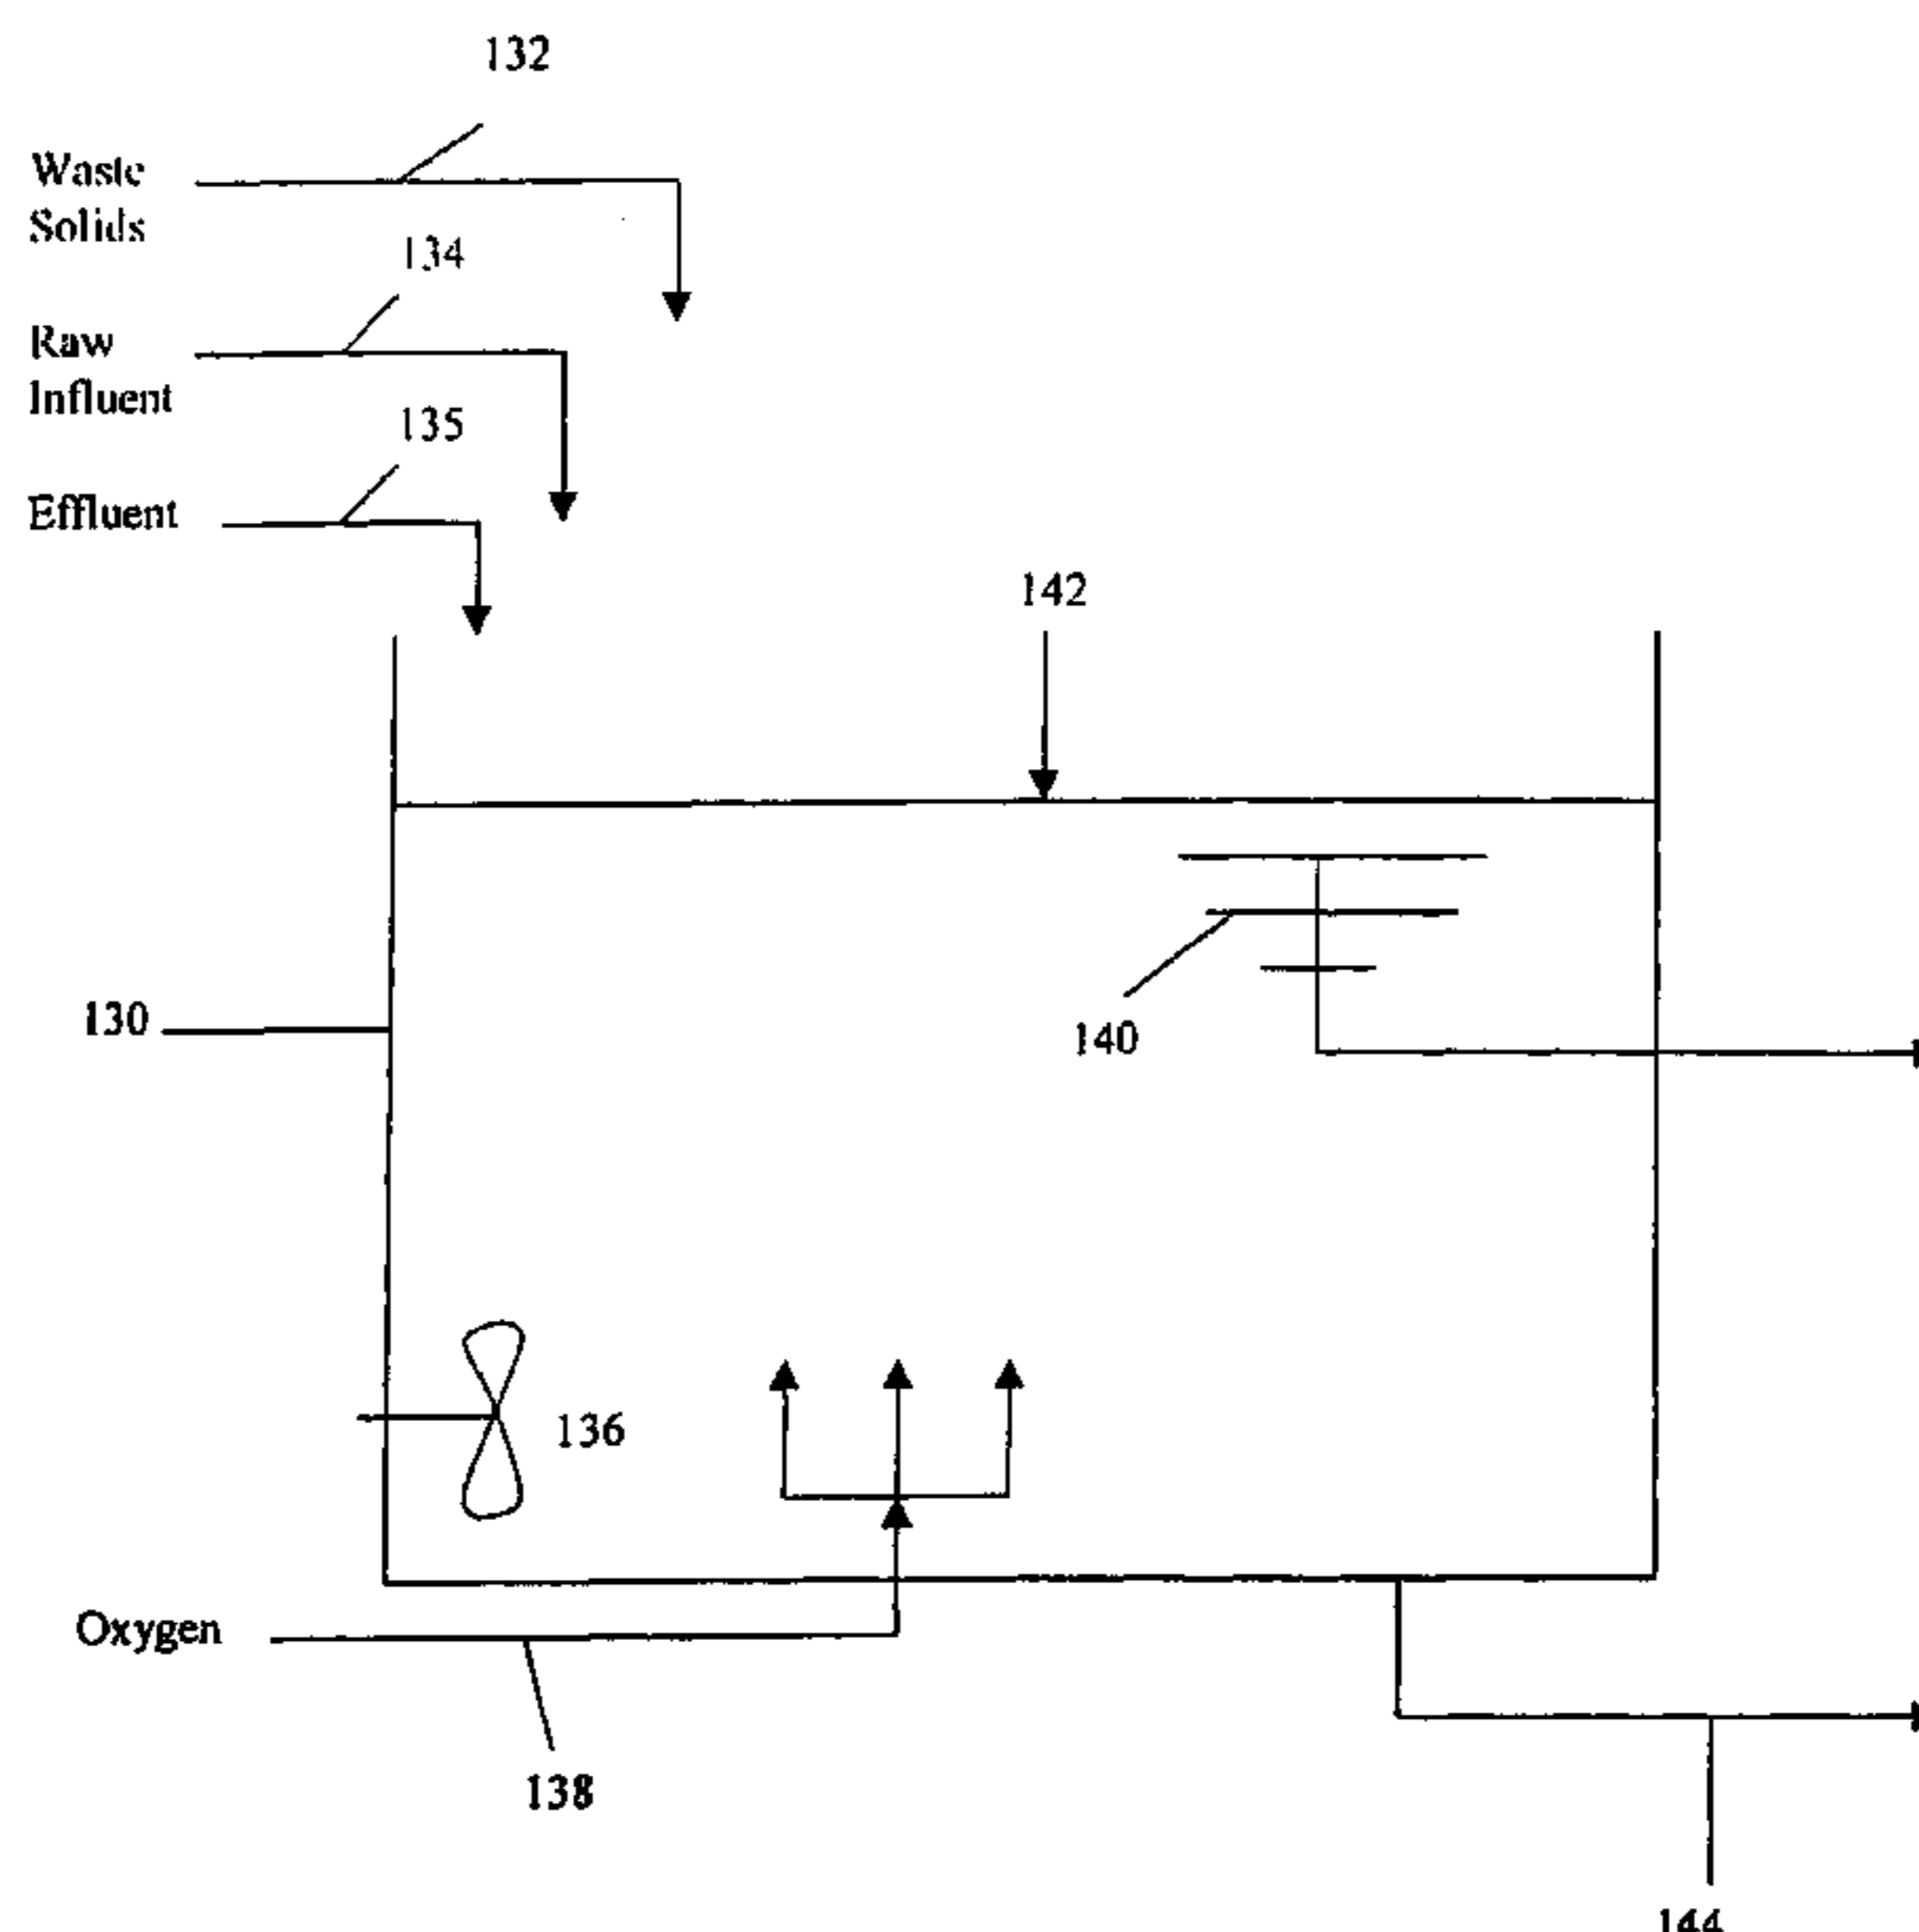 132
Waste
Solids
134
Raw
Influent
135
Effluent
142
130
140
136
Oxygen
138
144